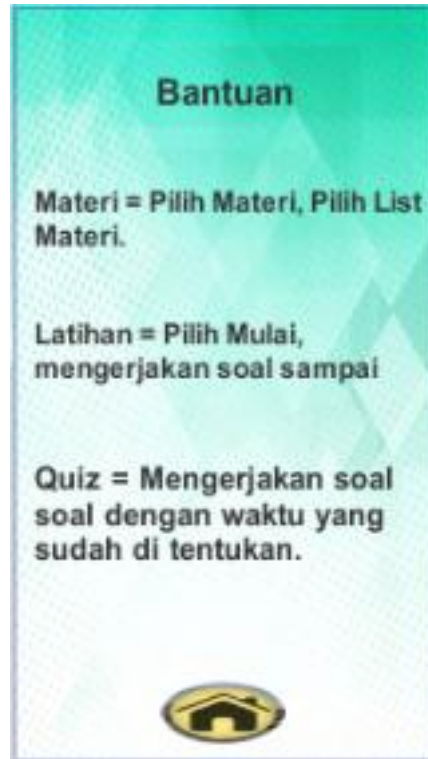 Bantuan
Materi = Pilih Materi, Pilih List
Materi.
Latihan = Pilih Mulai,
mengerjakan soal sampai
Quiz = Mengerjakan soal
soal dengan waktu yang
sudah di tentukan.